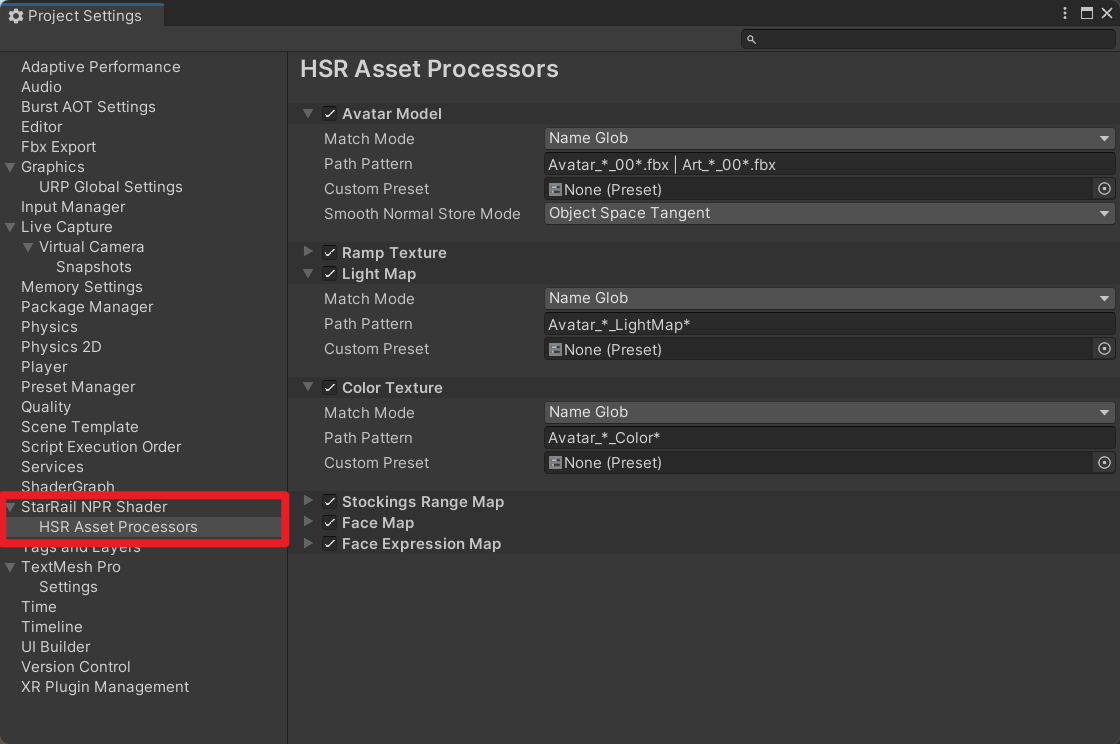 Project Settings
Adaptive Performance
Audio
Burst AOT Settings
Editor
Fbx Export
Graphics
URP Global Settings
Input Manager
Live Capture
Virtual Camera
Snapshots
Memory Settings
Package Manager
Physics
Physics 2D
Player
Preset Manager
Quality
Scene Template
Script Execution Order
Services
ShaderGraph
StarRail NPR Shader
HSR Asset Processors
Tags and Layers
TextMesh Pro
Settings
Time
Timeline
UI Builder
Version Control
XR Plugin Management
HSR Asset Processors
Avatar Model
Match Mode Name Glob
Path Pattern Avatar_*_00*.fbx | Art_*_00*.fbx
Custom Preset None (Preset)
Smooth Normal Store Mode Object Space Tangent
Ramp Texture
Light Map
Match Mode Name Glob
Path Pattern Avatar_*_LightMap*
Custom Preset None (Preset)
Color Texture
Match Mode Name Glob
Path Pattern Avatar_*_Color*
Custom Preset None (Preset)
Stockings Range Map
Face Map
Face Expression Map